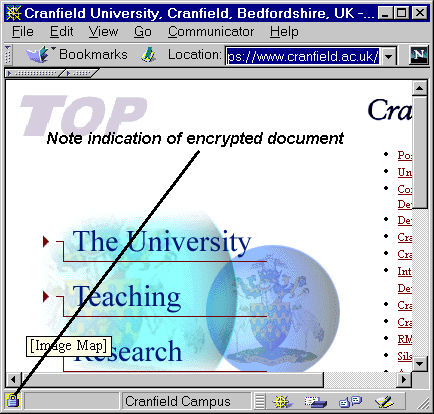 Cranfield University, Cranfield, Bedfordshire, UK -...
File Edit View Go Communicator Help
Bookmarks Location: ps://www.cranfield.ac.uk/ N
TOP
Cra
Note indication of encrypted document
Po
Un
Co
De
De
Cra
Cra
Int
De
Cra
Cra
RM
Sils
The University
Teaching
[Image Map]
Research
Cranfield Campus